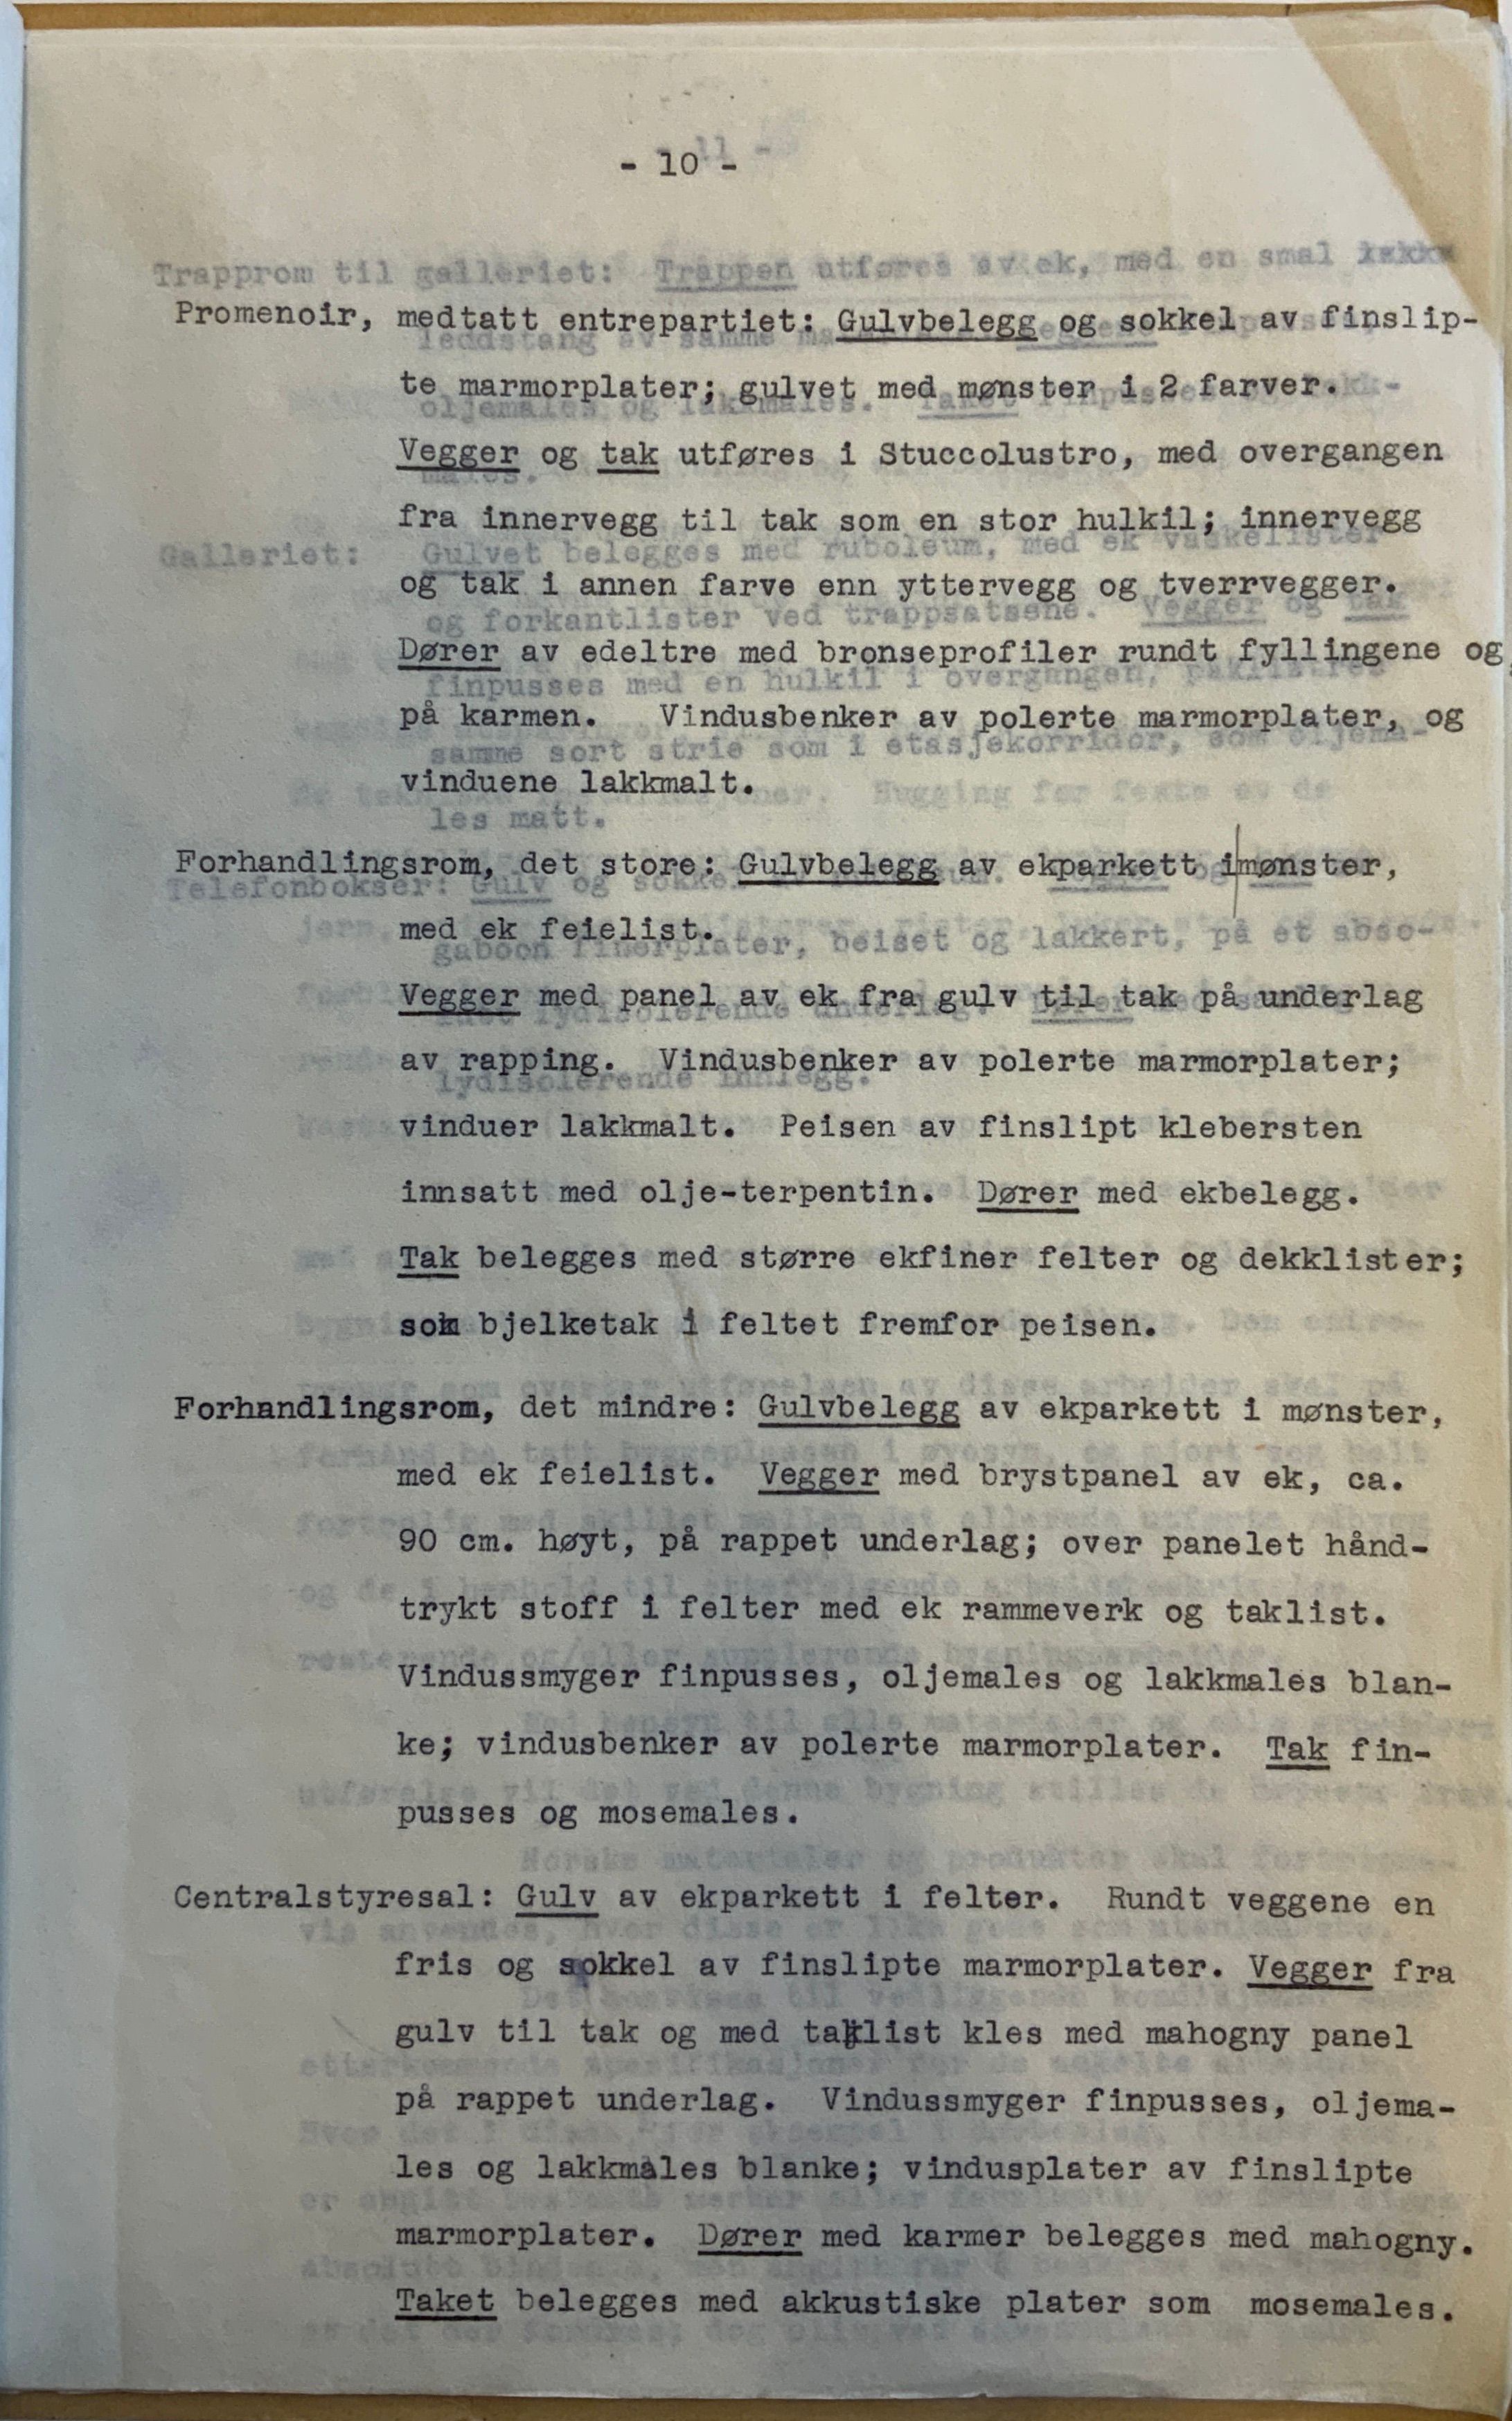 - 10 -
Promenoir, medtatt entrepartiet: Gulvbelegg og sokkel av finslip-
te marmorplater; gulvet med mønster i 2 farver.
Vegger og tak utføres i Stuccolustro, med overgangen
fra innervegg til tak som en stor hulkil; innervegg
og tak i annen farve enn yttervegg og tverrvegger.
Dører av edeltre med bronseprofiler rundt fyllingene og
på karmen. Vindusbenker av polerte marmorplater, og
vinduene lakkmalt.
Forhandlingsrom, det store: Gulvbelegg av ekparkett i mønster,
med ek feielist.
Vegger med panel av ek fra gulv til tak på underlag
av rapping. Vindusbenker av polerte marmorplater;
vinduer lakkmalt. Peisen av finslipt klebersten
innsatt med olje-terpentin. Dører med ekbelegg.
Tak belegges med større ekfiner felter og dekklister;
som bjelketak i feltet fremfor peisen.
Forhandlingsrom, det mindre: Gulvbelegg av ekparkett i mønster,
med ek feielist. Vegger med brystpanel av ek, ca.
90 cm. høyt, på rappet underlag; over panelet hånd-
trykt stoff i felter med ek rammeverk og taklist.
Vindussmyger finpusses, oljemales og lakkmales blan-
ke; vindusbenker av polerte marmorplater. Tak fin-
pusses og mosemales.
Centralstyresal: Gulv av ekparkett i felter. Rundt veggene en
fris og sokkel av finslipte marmorplater. Vegger fra
gulv til tak og med taklist kles med mahogny panel
på rappet underlag. Vindussmyger finpusses, oljema-
les og lakkmales blanke; vindusplater av finslipte
marmorplater. Dører med karmer belegges med mahogny.
Taket belegges med akkustiske plater som mosemales.